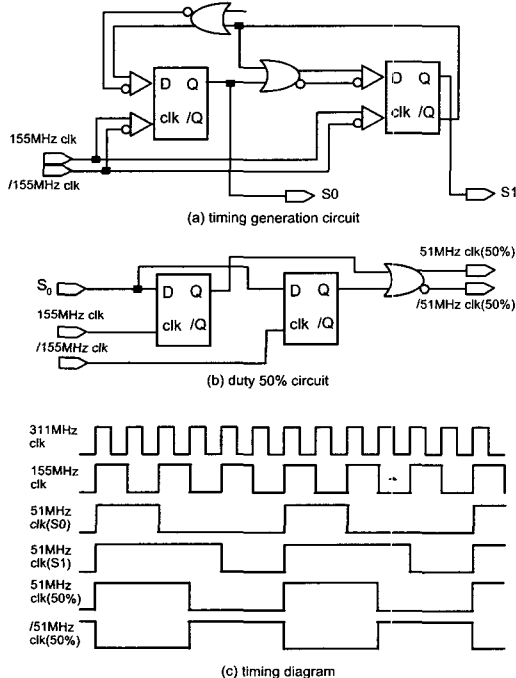 D Q
clk /Q
D Q
clk /Q
155MHz clk
/155MHz clk
S0
S1
(a) timing generation circuit
51MHz clk(50%)
S0
D Q
clk /Q
D Q
clk /Q
155MHz clk
/155MHz clk
/51MHz clk(50%)
(b) duty 50% circuit
311MHz
clk
155MHz
clk
51MHz
clk(S0)
51MHz
clk(S1)
51MHz
clk(50%)
/51MHz
clk(50%)
(c) timing diagram